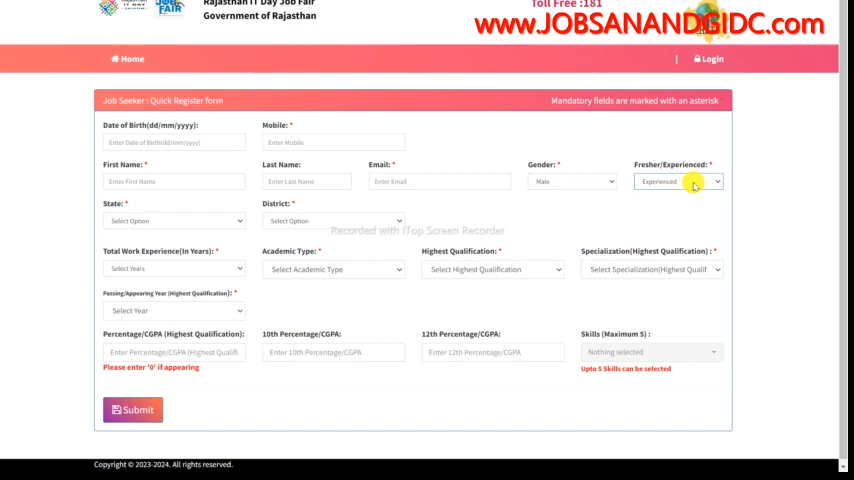 Rajasthan IT Day Job Fair
Government of Rajasthan
JOB
FAIR
Toll Free :181
www.JOBSANANDGIDC.com
Home
| Login
Job Seeker : Quick Register form
Mandatory fields are marked with an asterisk *
Date of Birth(dd/mm/yyyy):
Mobile: *
Enter Date of Birth(dd/mm/yyyy)
Enter Mobile
First Name: *
Last Name:
Email: *
Gender: *
Fresher/Experienced: *
Enter First Name
Enter Last Name
Enter Email
Male
Experienced
State: *
District: *
Select Option
Select Option
Recorded with iTop Screen Recorder
Total Work Experience(In Years): *
Academic Type: *
Highest Qualification: *
Specialization(Highest Qualification) : *
Select Years
Select Academic Type
Select Highest Qualification
Select Specialization(Highest Qualif
Passing/Appearing Year (Highest Qualification): *
Select Year
Percentage/CGPA (Highest Qualification):
10th Percentage/CGPA:
12th Percentage/CGPA:
Skills (Maximum 5) :
Enter Percentage/CGPA (Highest Qualifi
Enter 10th Percentage/CGPA
Enter 12th Percentage/CGPA
Nothing selected
Please enter '0' if appearing
Upto 5 Skills can be selected
Submit
Copyright © 2023-2024. All rights reserved.